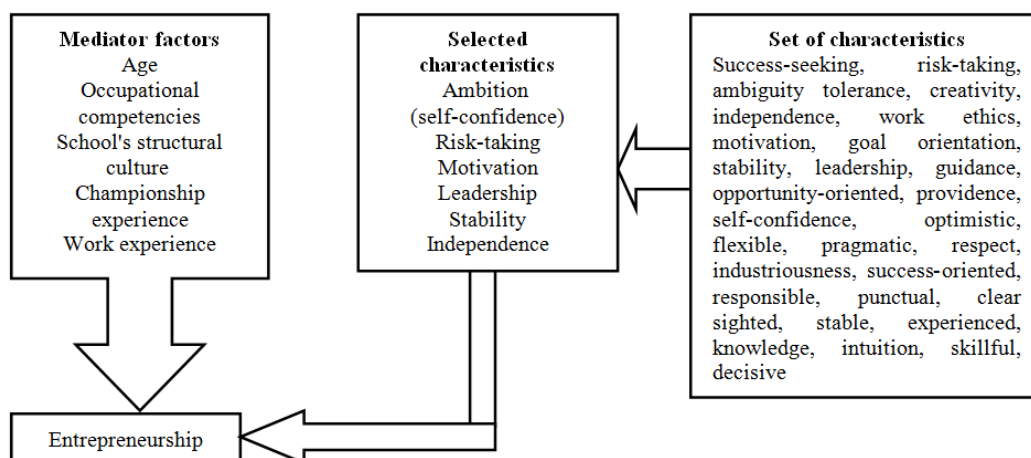 Mediator factors
Age
Occupational
competencies
School's structural
culture
Championship
experience
Work experience
Selected
characteristics
Ambition
(self-confidence)
Risk-taking
Motivation
Leadership
Stability
Independence
Set of characteristics
Success-seeking, risk-taking,
ambiguity tolerance, creativity,
independence, work ethics,
motivation, goal orientation,
stability, leadership, guidance,
opportunity-oriented, providence,
self-confidence, optimistic,
flexible, pragmatic, respect,
industriousness, success-oriented,
responsible, punctual, clear
sighted, stable, experienced,
knowledge, intuition, skillful,
decisive
Entrepreneurship